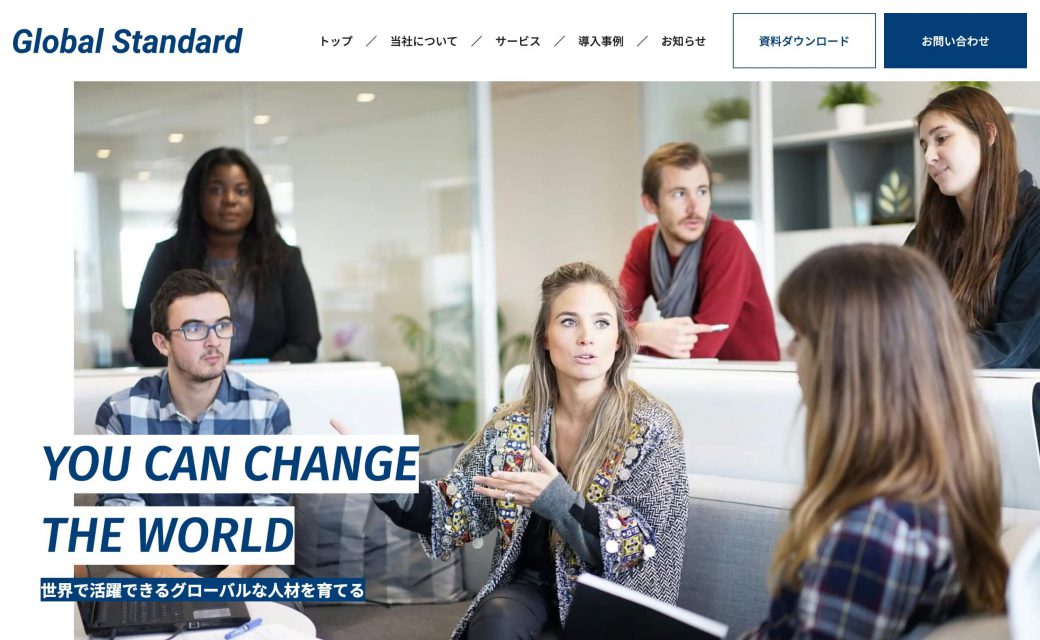 Global Standard
トップ ／ 当社について ／ サービス ／ 導入事例 ／ お知らせ
資料ダウンロード
お問い合わせ
YOU CAN CHANGE
THE WORLD
世界で活躍できるグローバルな人材を育てる